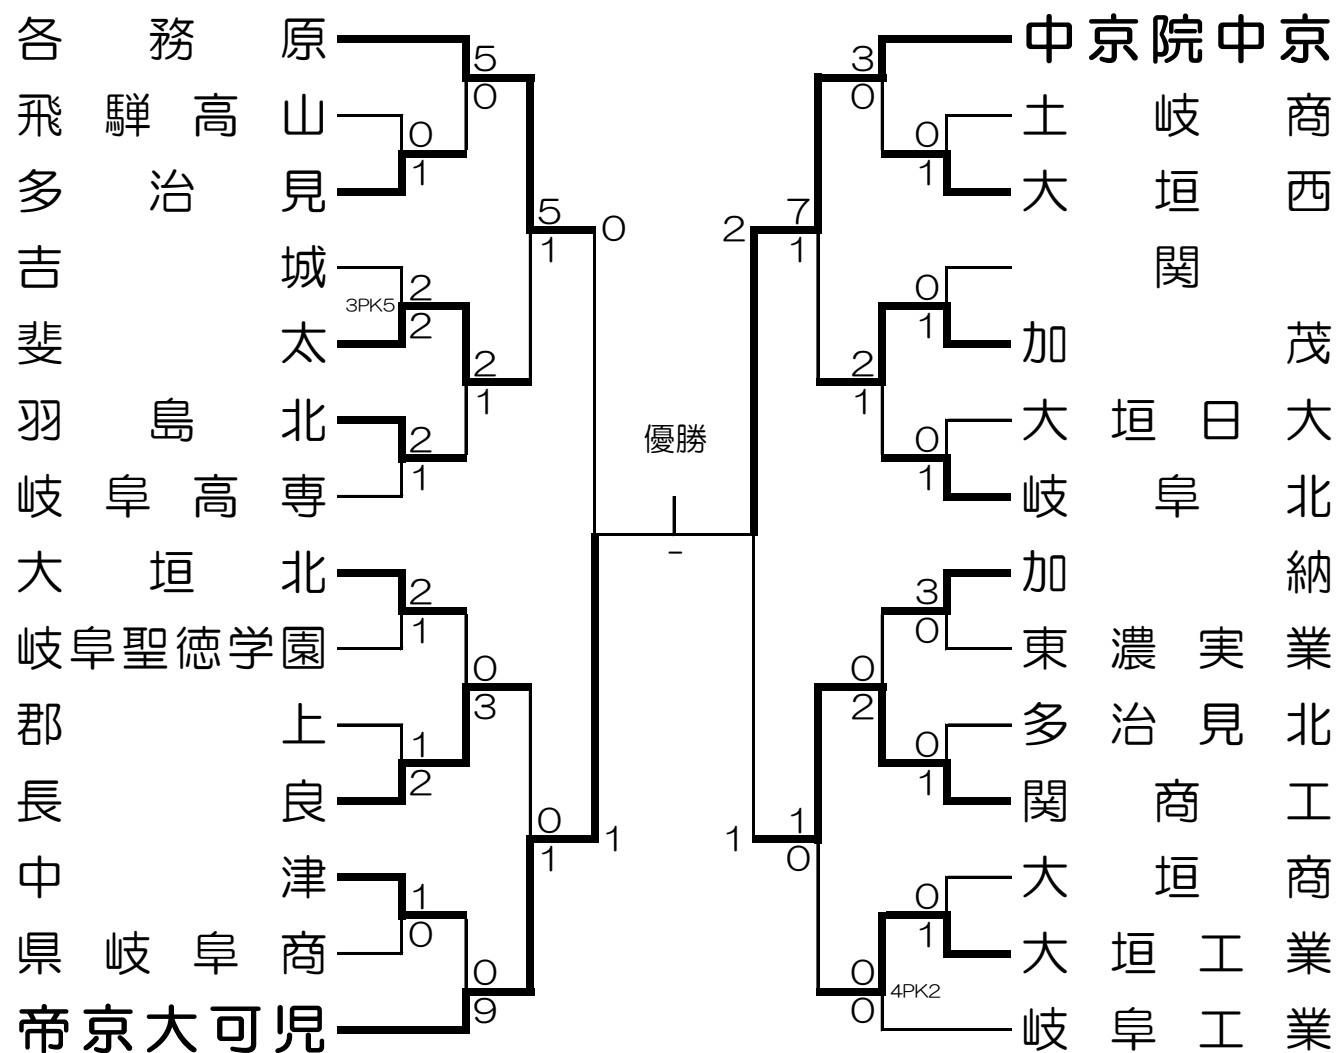 各務原
飛騨高山
多治見
吉城
斐太
羽島北
岐阜高専
大垣北
岐阜聖徳学園
郡上
長良
中津
県岐阜商
帝京大可児
5
0
0
1
2
3PK5
2
2
1
2
1
5
1
0
2
1
0
3
1
2
1
0
0
9
0
1
1
優勝
-
2
1
3
0
0
1
7
1
0
1
2
1
0
1
3
0
0
2
0
1
1
0
0
1
0
4PK2
0
中京院中京
土岐商
大垣西
関
加茂
大垣日大
岐阜北
加納
東濃実業
多治見北
関商工
大垣商
大垣工業
岐阜工業